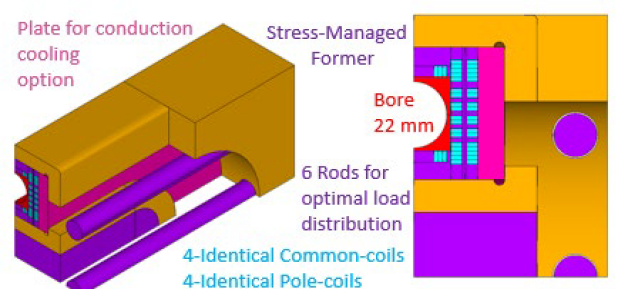 Plate for conduction
cooling
option
Stress-Managed
Former
Bore
22 mm
6 Rods for
optimal load
distribution
4-Identical Common-coils
4-Identical Pole-coils